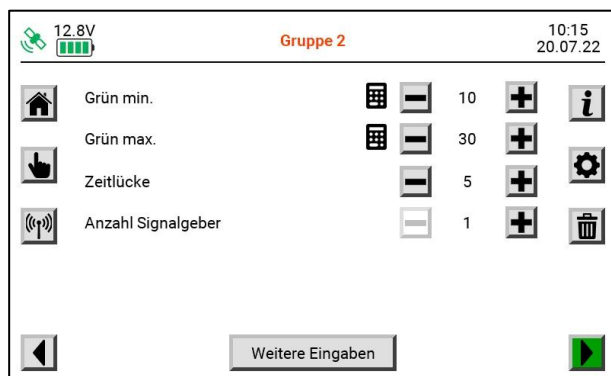 12.8V
Gruppe 2
10:15
20.07.22
Grün min. 10
Grün max. 30
Zeitlücke 5
Anzahl Signalgeber 1
Weitere Eingaben